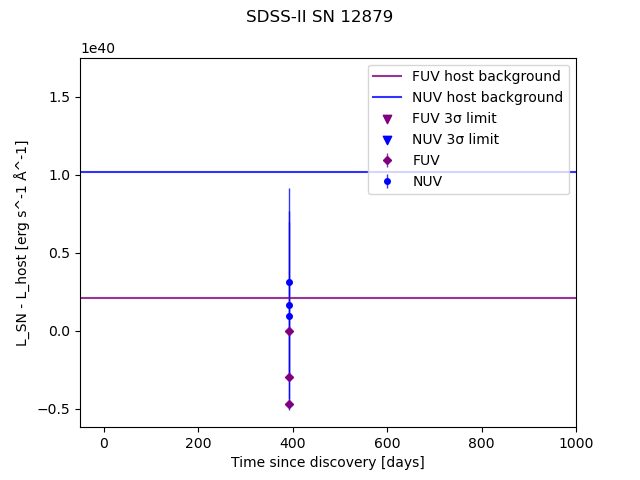 SDSS-II SN 12879
1e40
FUV host background
NUV host background
FUV 3σ limit
NUV 3σ limit
FUV
NUV
1.5
1.0
0.5
0.0
−0.5
L_SN - L_host [erg s^-1 Å^-1]
0 200 400 600 800 1000
Time since discovery [days]